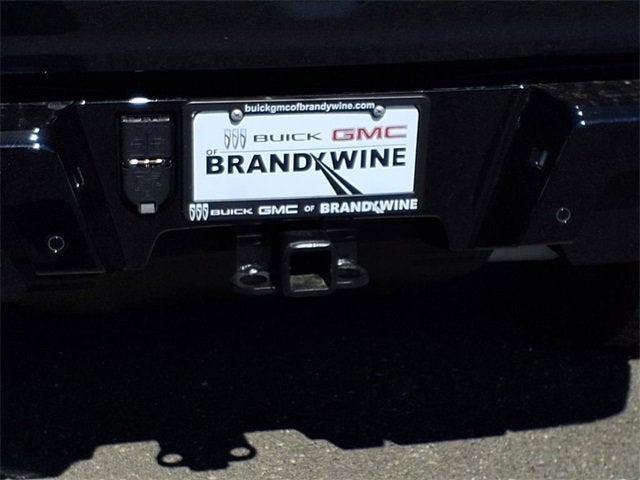 buickgmcofbrandywine.com
BUICK GMC
OF BRANDYWINE
BUICK GMC OF BRANDYWINE